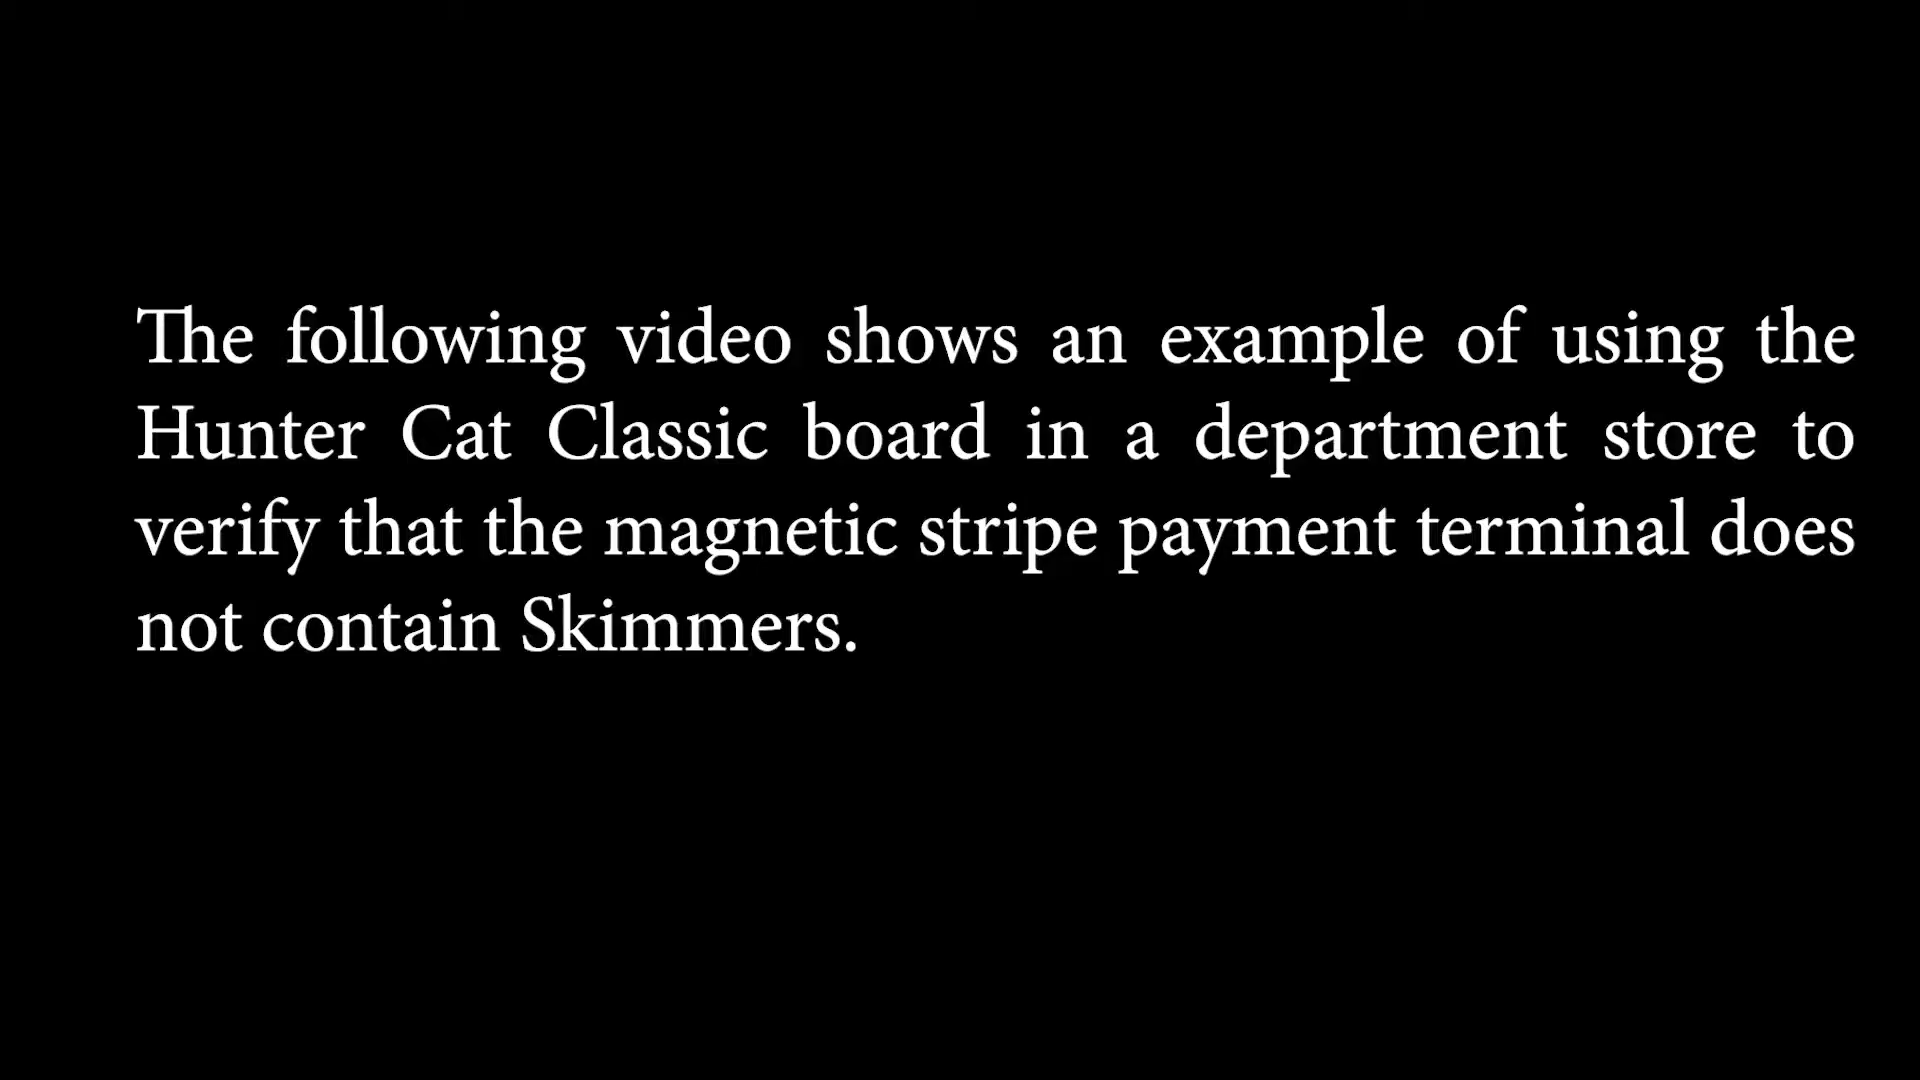 The following video shows an example of using the
Hunter Cat Classic board in a department store to
verify that the magnetic stripe payment terminal does
not contain Skimmers.